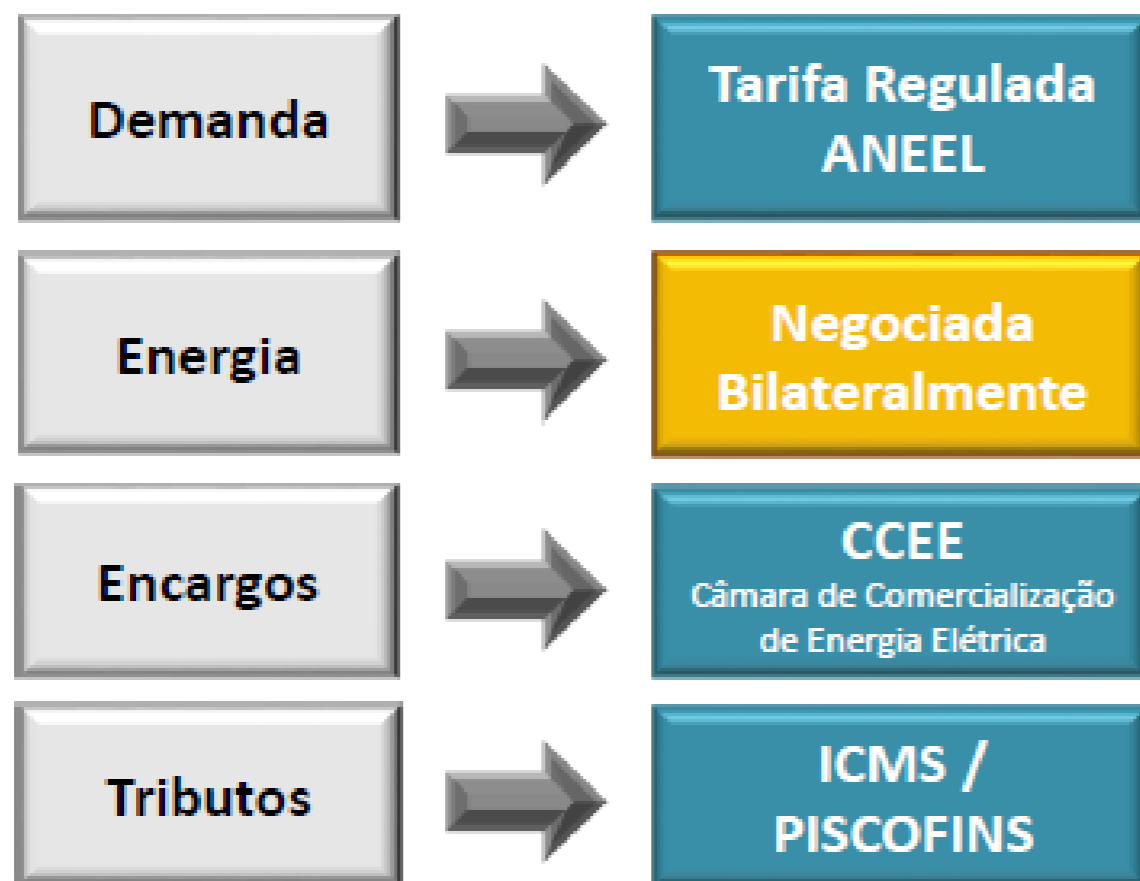 Demanda
Tarifa Regulada
ANEEL
Energia
Negociada
Bilateralmente
Encargos
CCEE
Câmara de Comercialização
de Energia Elétrica
Tributos
ICMS /
PISCOFINS